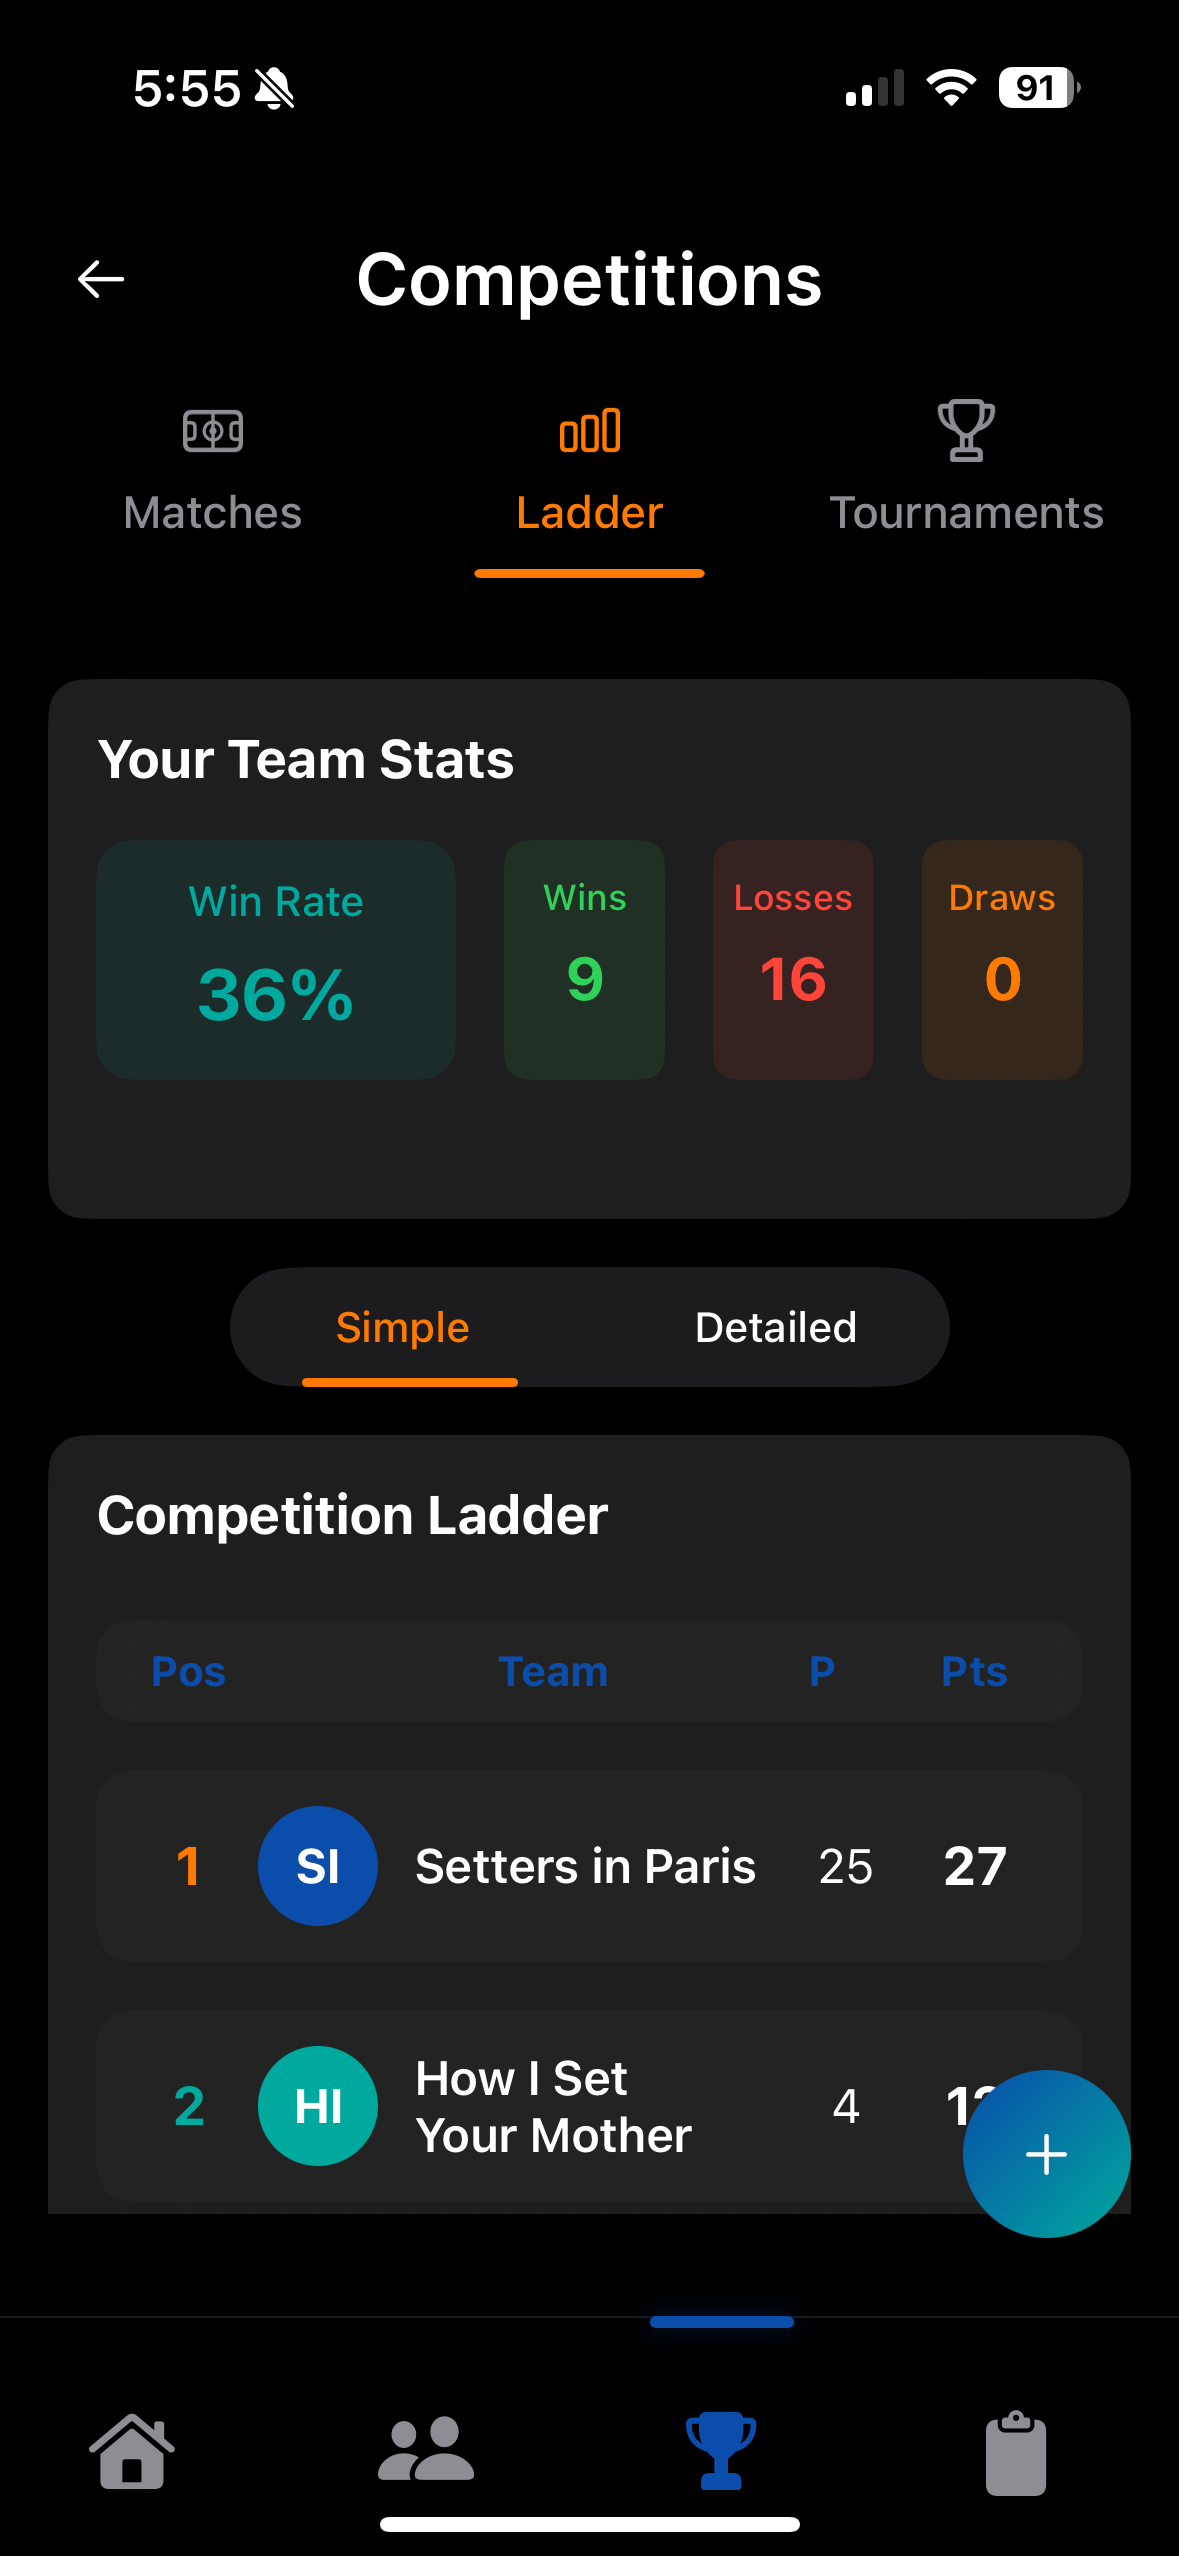 5:55
91
Competitions
Matches
Ladder
Tournaments
Your Team Stats
Win Rate
36%
Wins
9
Losses
16
Draws
0
Simple
Detailed
Competition Ladder
Pos Team P Pts
1 SI Setters in Paris 25 27
2 HI How I Set
Your Mother 4